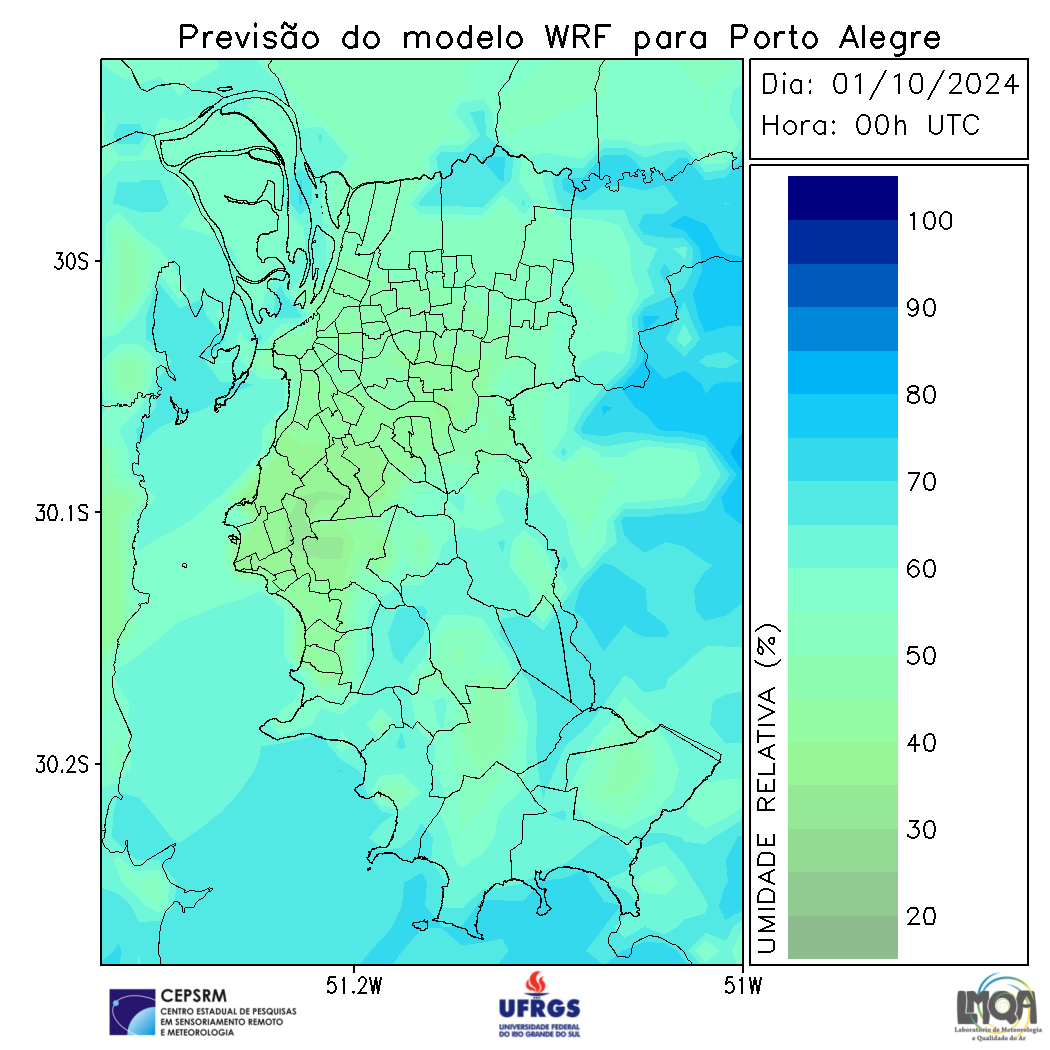 Previsão do modelo WRF para Porto Alegre
Dia: 01/10/2024
Hora: 00h UTC
100
90
80
70
60
50
40
30
20
UMIDADE RELATIVA (%)
30S
30.1S
30.2S
51.2W
51W
CEPSRM
CENTRO ESTADUAL DE PESQUISAS
EM SENSORIAMENTO REMOTO
E METEOROLOGIA
UFRGS
UNIVERSIDADE FEDERAL
DO RIO GRANDE DO SUL
LMQA
Laboratório de Meteorologia
e Qualidade do Ar